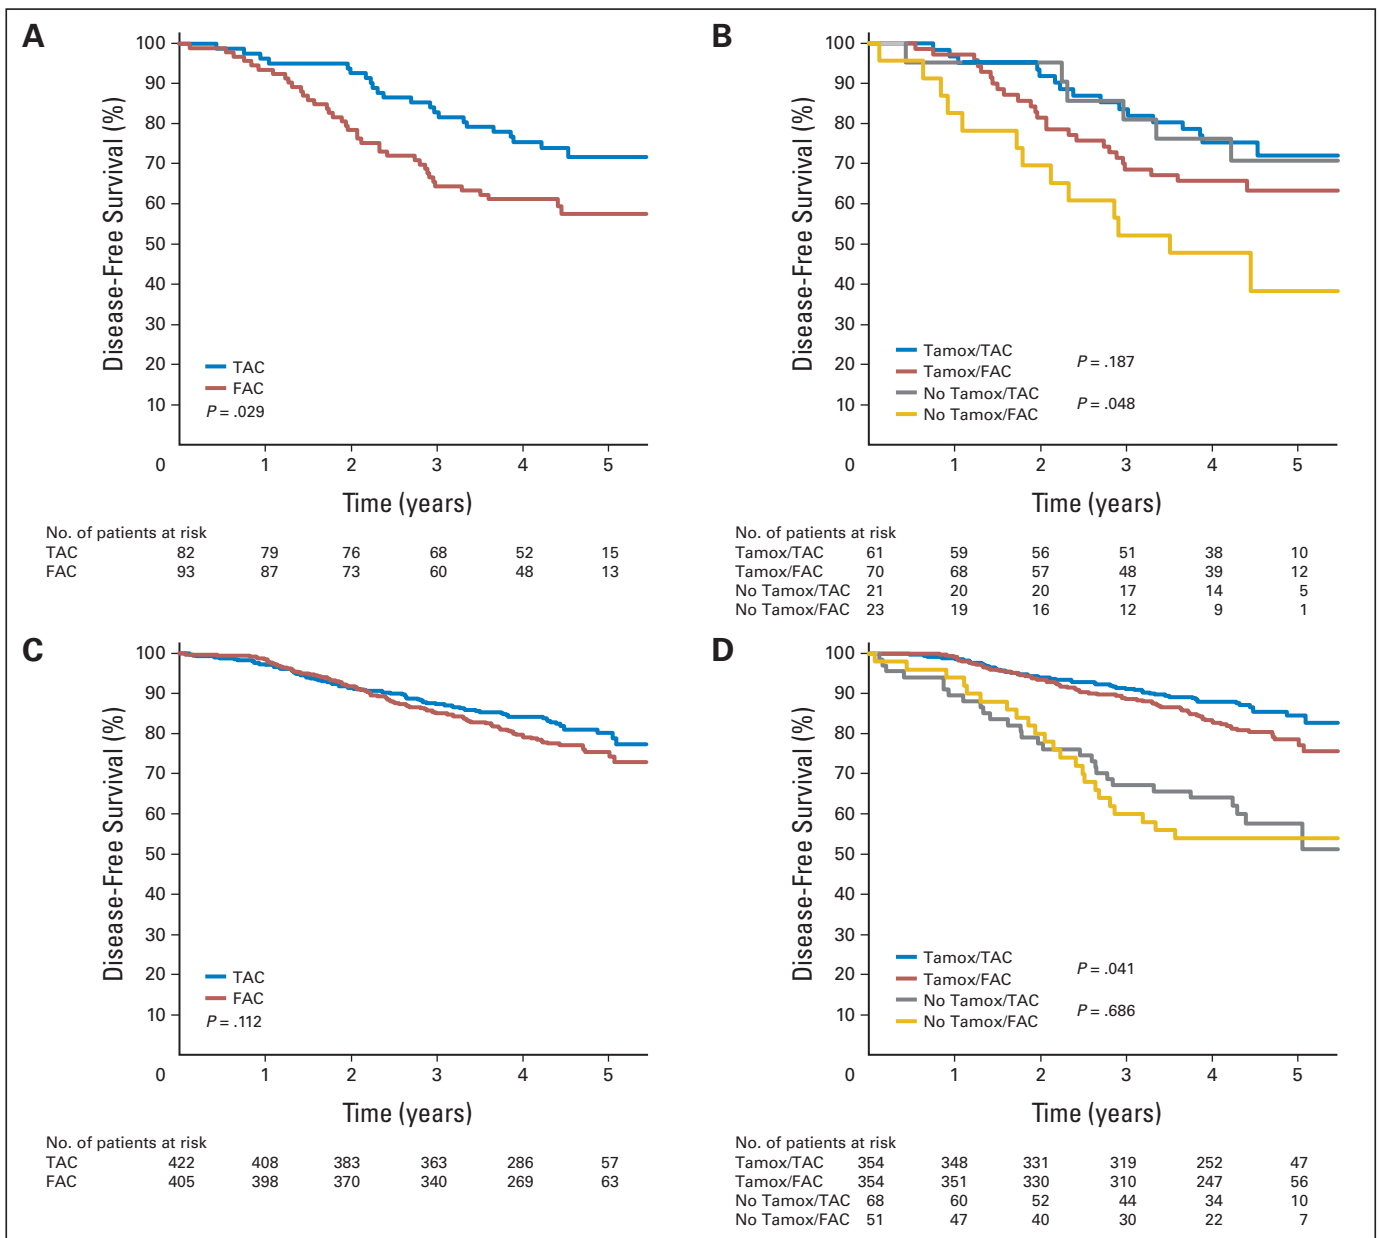 A
100
90
80
70
60
50
40
30
20
10
0
1 2 3 4 5
Disease-Free Survival (%)
Time (years)
TAC
FAC
P = .029
No. of patients at risk
TAC 82 79 76 68 52 15
FAC 93 87 73 60 48 13
B
100
90
80
70
60
50
40
30
20
10
0
1 2 3 4 5
Disease-Free Survival (%)
Time (years)
Tamox/TAC
Tamox/FAC
P = .187
No Tamox/TAC
No Tamox/FAC
P = .048
No. of patients at risk
Tamox/TAC 61 59 56 51 38 10
Tamox/FAC 70 68 57 48 39 12
No Tamox/TAC 21 20 20 17 14 5
No Tamox/FAC 23 19 16 12 9 1
C
100
90
80
70
60
50
40
30
20
10
0
1 2 3 4 5
Disease-Free Survival (%)
Time (years)
TAC
FAC
P = .112
No. of patients at risk
TAC 422 408 383 363 286 57
FAC 405 398 370 340 269 63
D
100
90
80
70
60
50
40
30
20
10
0
1 2 3 4 5
Disease-Free Survival (%)
Time (years)
Tamox/TAC
Tamox/FAC
P = .041
No Tamox/TAC
No Tamox/FAC
P = .686
No. of patients at risk
Tamox/TAC 354 348 331 319 252 47
Tamox/FAC 354 351 330 310 247 56
No Tamox/TAC 68 60 52 44 34 10
No Tamox/FAC 51 47 40 30 22 7